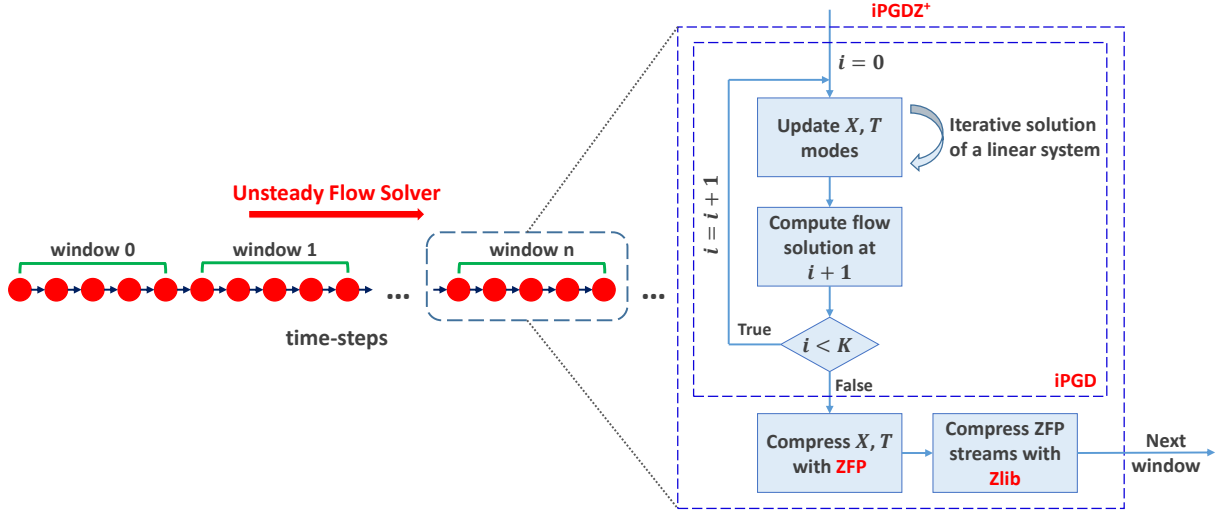 iPGDZ⁺
i = 0
Update X, T
modes
Iterative solution
of a linear system
i = i + 1
Compute flow
solution at
i + 1
True
i < K
False
iPGD
Compress X, T
with ZFP
Compress ZFP
streams with
Zlib
Next
window
Unsteady Flow Solver
window 0
window 1
window n
...
...
time-steps